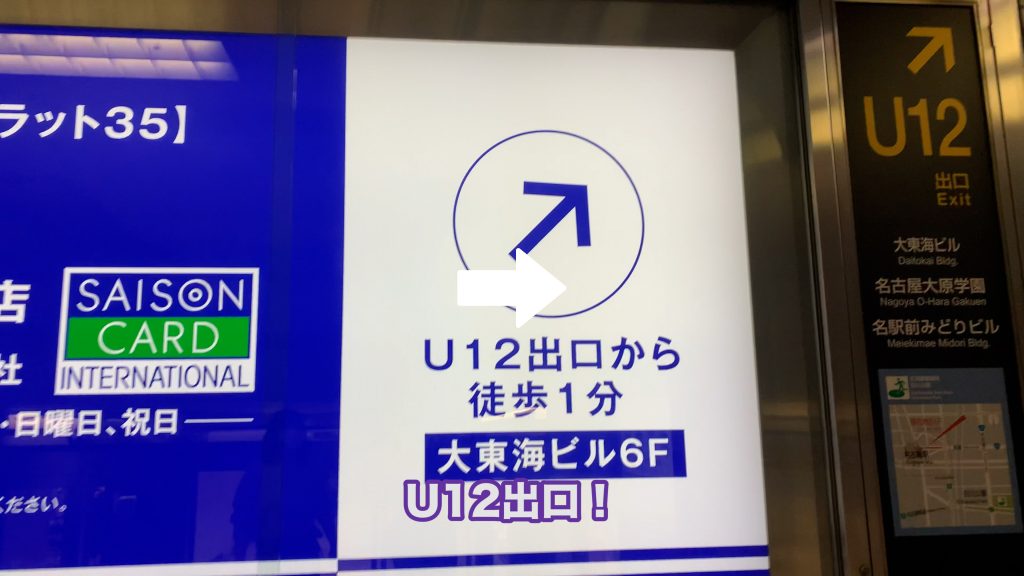 ラット35】
店
SAISON
CARD
INTERNATIONAL
社
・日曜日、祝日
ください。
U12出口から
徒歩1分
大東海ビル6F
U12出口！
U12
出口
Exit
大東海ビル
Daitokai Bldg.
名古屋大原学園
Nagoya O-Hara Gakuen
名駅前みどりビル
Meiekimae Midori Bldg.